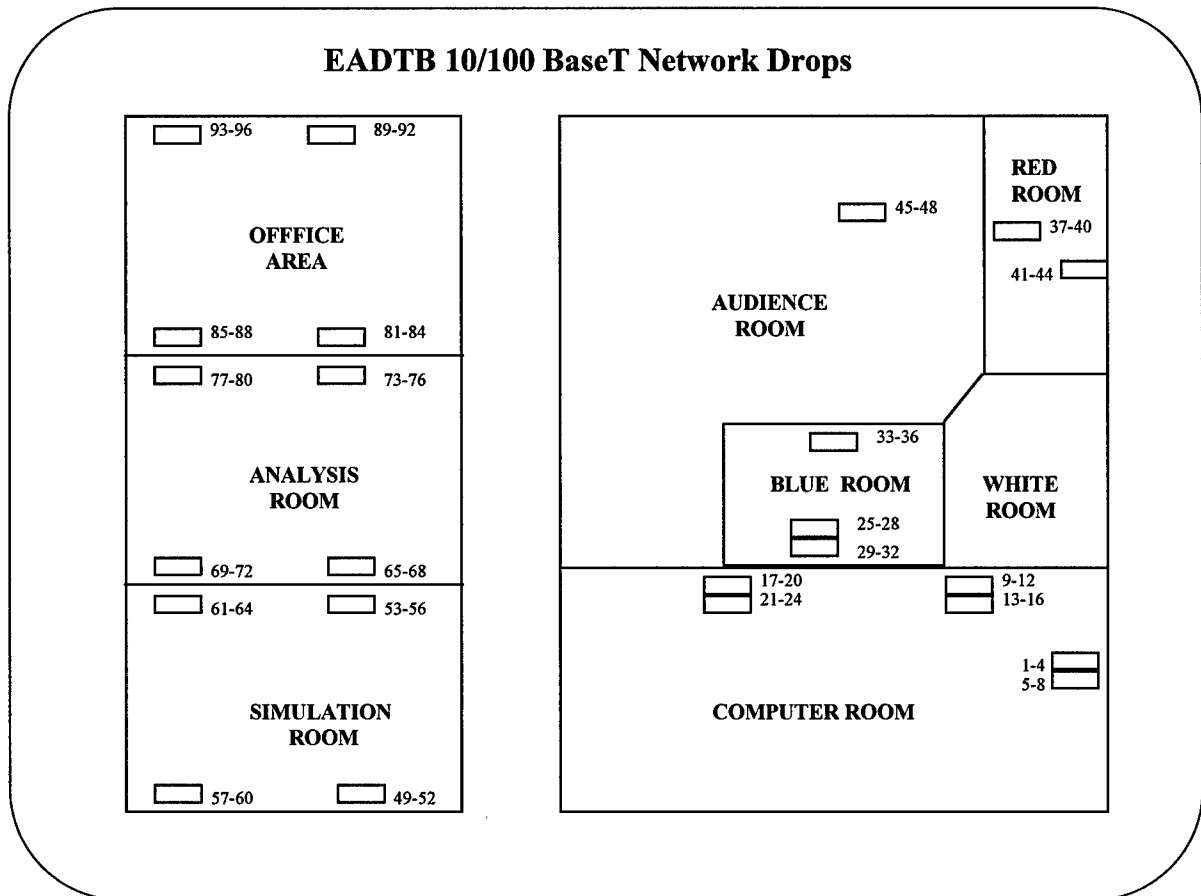 EADTB 10/100 BaseT Network Drops
93-96
89-92
OFFFICE
AREA
85-88
81-84
77-80
73-76
ANALYSIS
ROOM
69-72
65-68
61-64
53-56
SIMULATION
ROOM
57-60
49-52
45-48
AUDIENCE
ROOM
RED
ROOM
37-40
41-44
33-36
BLUE ROOM
25-28
29-32
WHITE
ROOM
17-20
21-24
9-12
13-16
1-4
5-8
COMPUTER ROOM